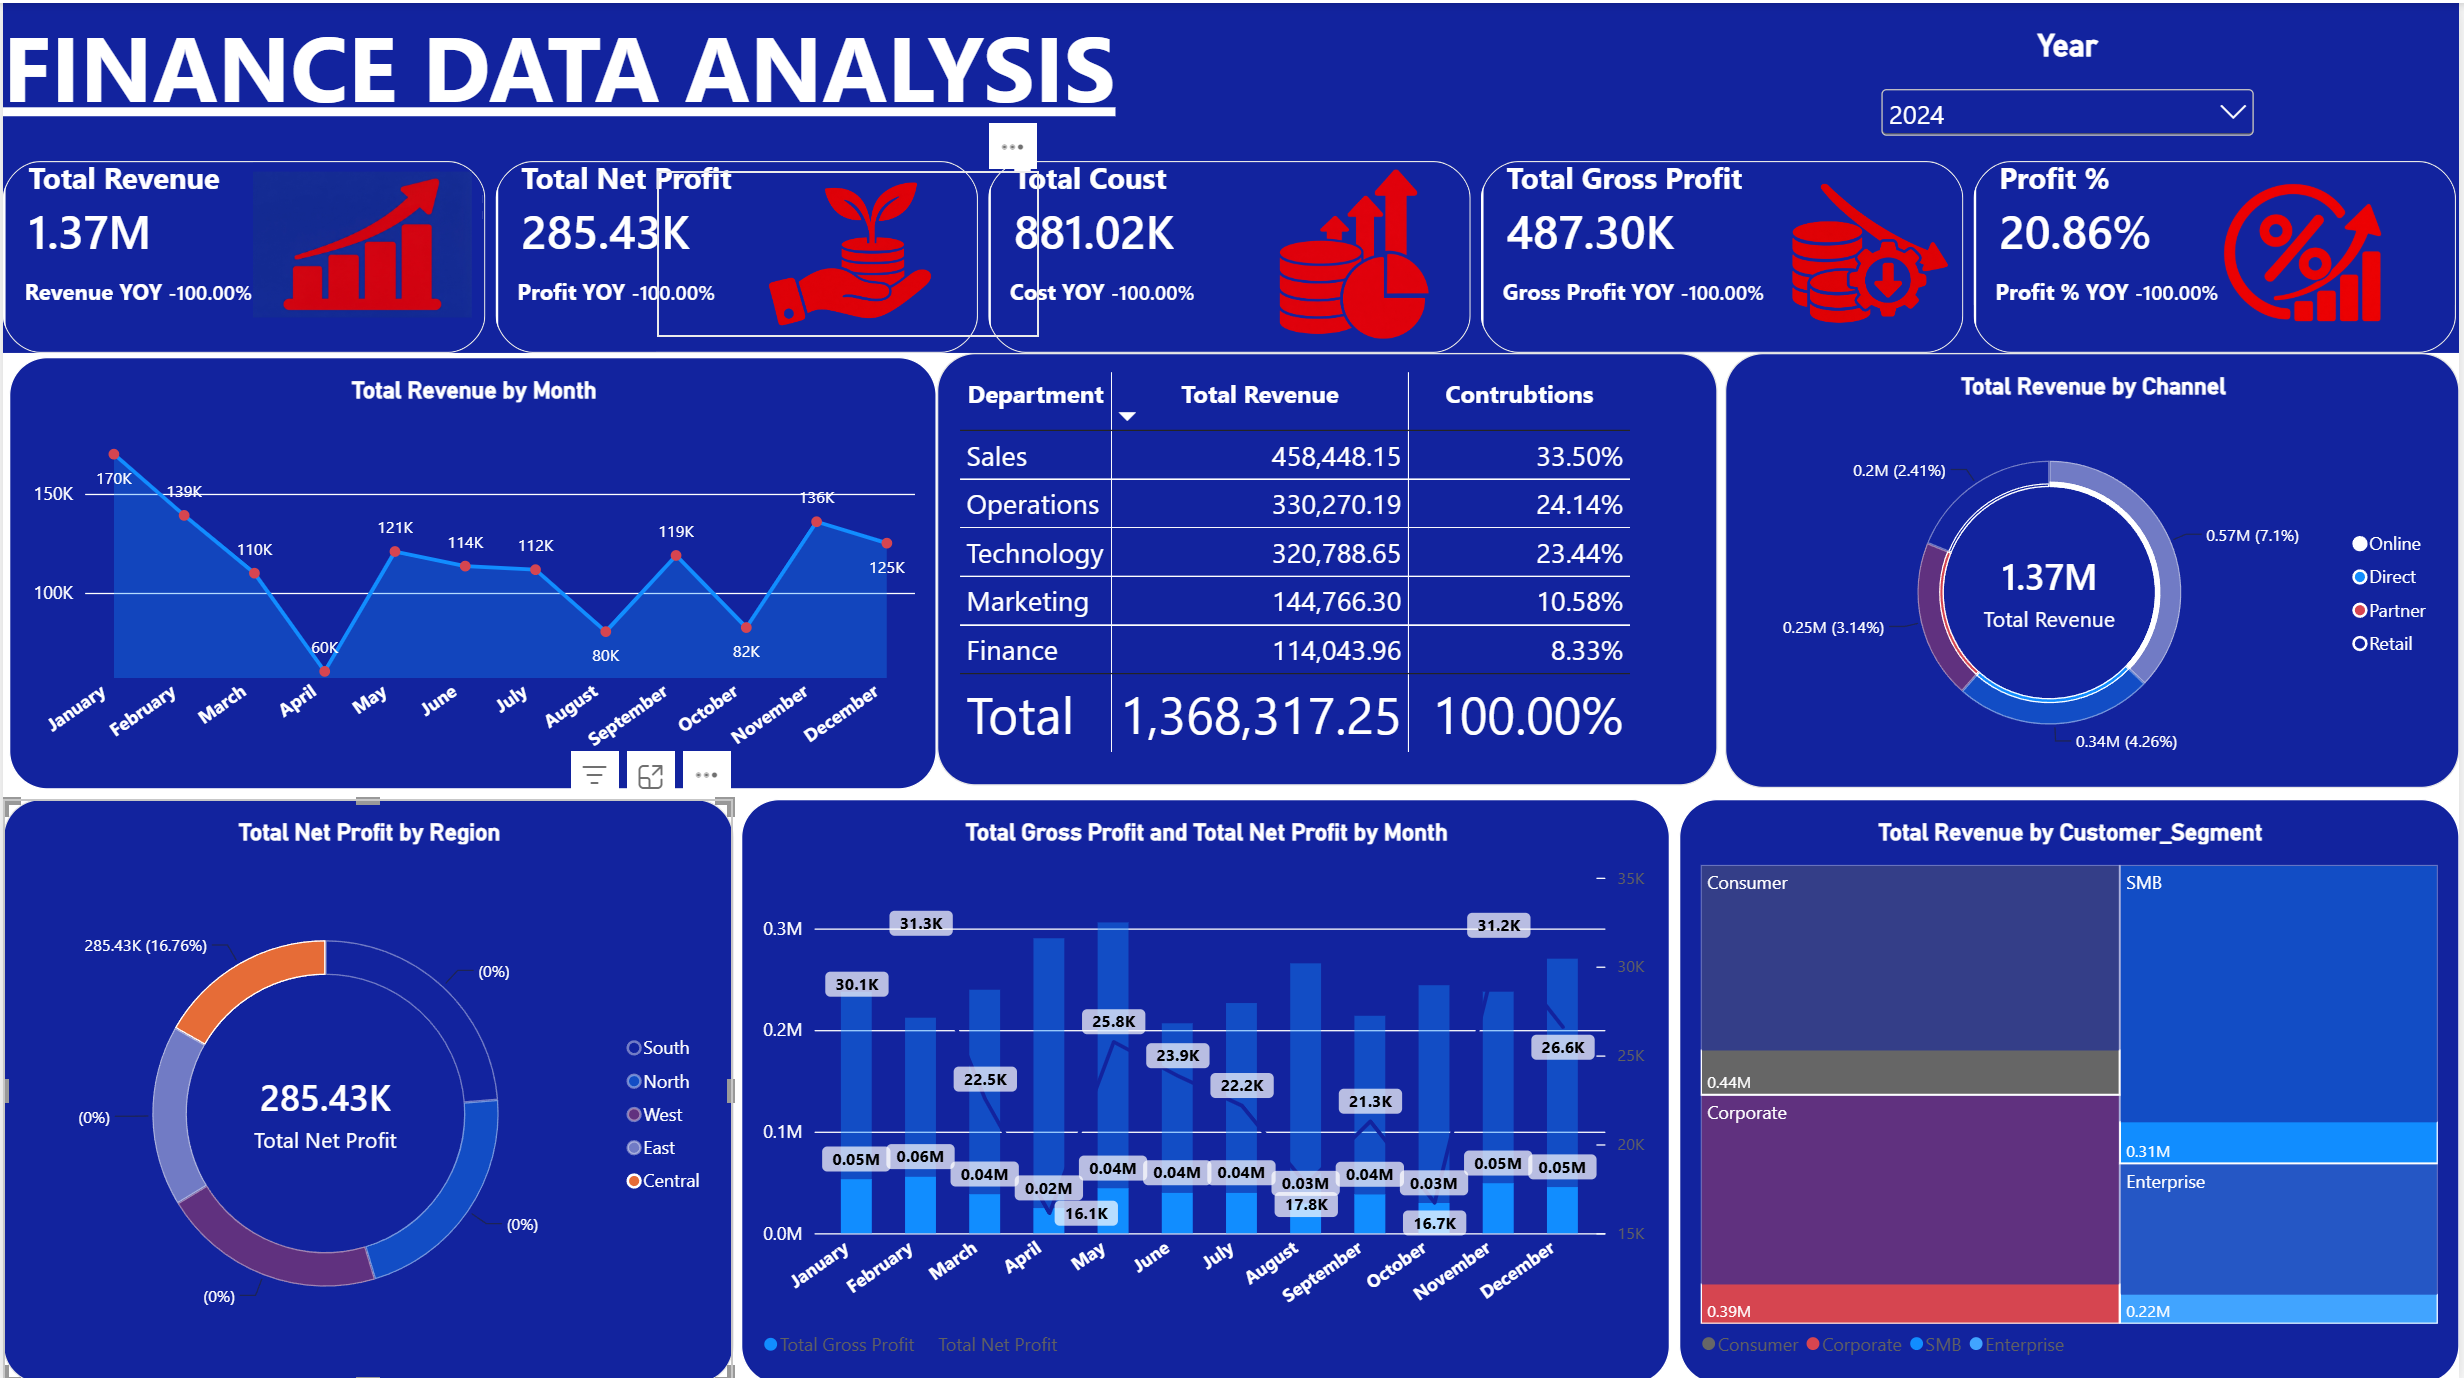 FINANCE DATA ANALYSIS
Year
2024
Total Revenue
1.37M
Revenue YOY -100.00%
Total Net Profit
285.43K
Profit YOY -100.00%
Total Coust
881.02K
Cost YOY -100.00%
Total Gross Profit
487.30K
Gross Profit YOY -100.00%
Profit %
20.86%
Profit % YOY -100.00%
Total Revenue by Month
150K
100K
170K
139K
110K
60K
121K
114K
112K
80K
119K
82K
136K
125K
January
February
March
April
May
June
July
August
September
October
November
December
Department Total Revenue Contrubtions
Sales 458,448.15 33.50%
Operations 330,270.19 24.14%
Technology 320,788.65 23.44%
Marketing 144,766.30 10.58%
Finance 114,043.96 8.33%
Total 1,368,317.25 100.00%
Total Revenue by Channel
0.2M (2.41%)
0.57M (7.1%)
0.25M (3.14%)
0.34M (4.26%)
1.37M
Total Revenue
Online
Direct
Partner
Retail
Total Net Profit by Region
285.43K (16.76%)
(0%)
(0%)
(0%)
(0%)
285.43K
Total Net Profit
South
North
West
East
Central
Total Gross Profit and Total Net Profit by Month
0.3M
0.2M
0.1M
0.0M
35K
30K
25K
20K
15K
30.1K
31.3K
22.5K
16.1K
25.8K
23.9K
22.2K
17.8K
21.3K
16.7K
31.2K
26.6K
0.05M
0.06M
0.04M
0.02M
0.04M
0.04M
0.04M
0.03M
0.04M
0.03M
0.05M
0.05M
January
February
March
April
May
June
July
August
September
October
November
December
Total Gross Profit Total Net Profit
Total Revenue by Customer_Segment
Consumer
0.44M
Corporate
0.39M
SMB
0.31M
Enterprise
0.22M
Consumer Corporate SMB Enterprise